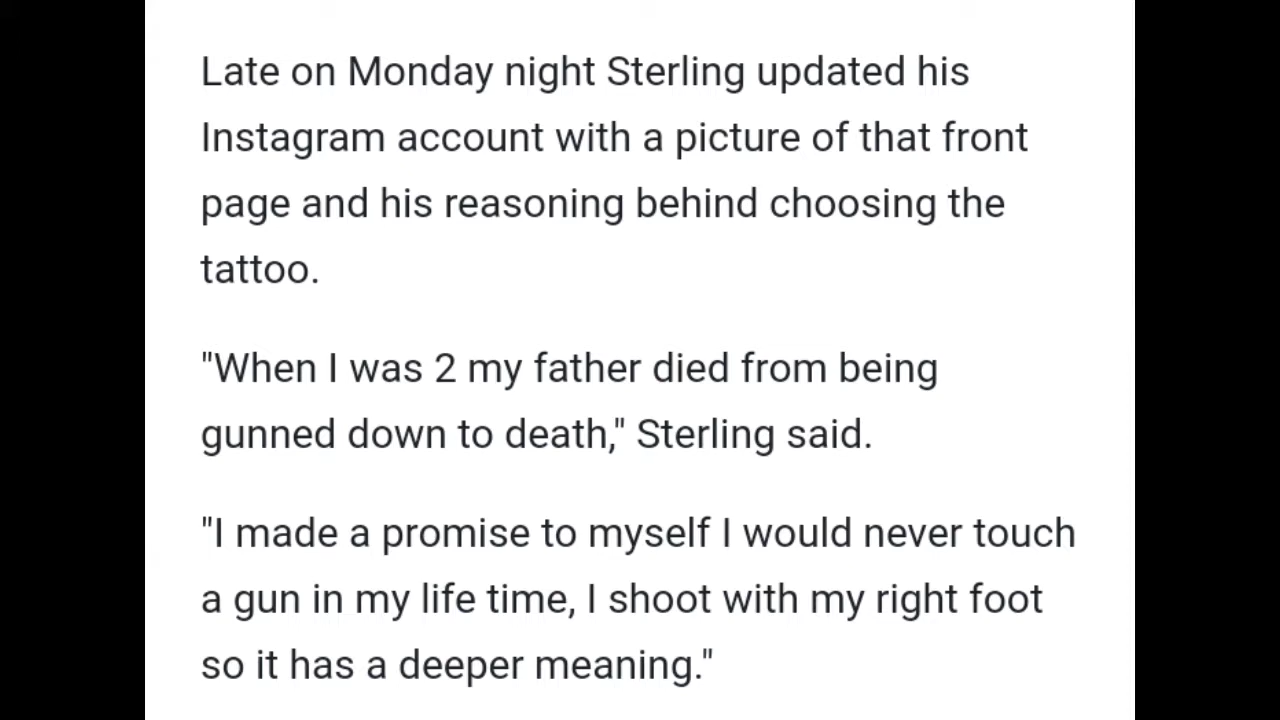 Late on Monday night Sterling updated his
Instagram account with a picture of that front
page and his reasoning behind choosing the
tattoo.
"When I was 2 my father died from being
gunned down to death," Sterling said.
"I made a promise to myself I would never touch
a gun in my life time, I shoot with my right foot
so it has a deeper meaning."